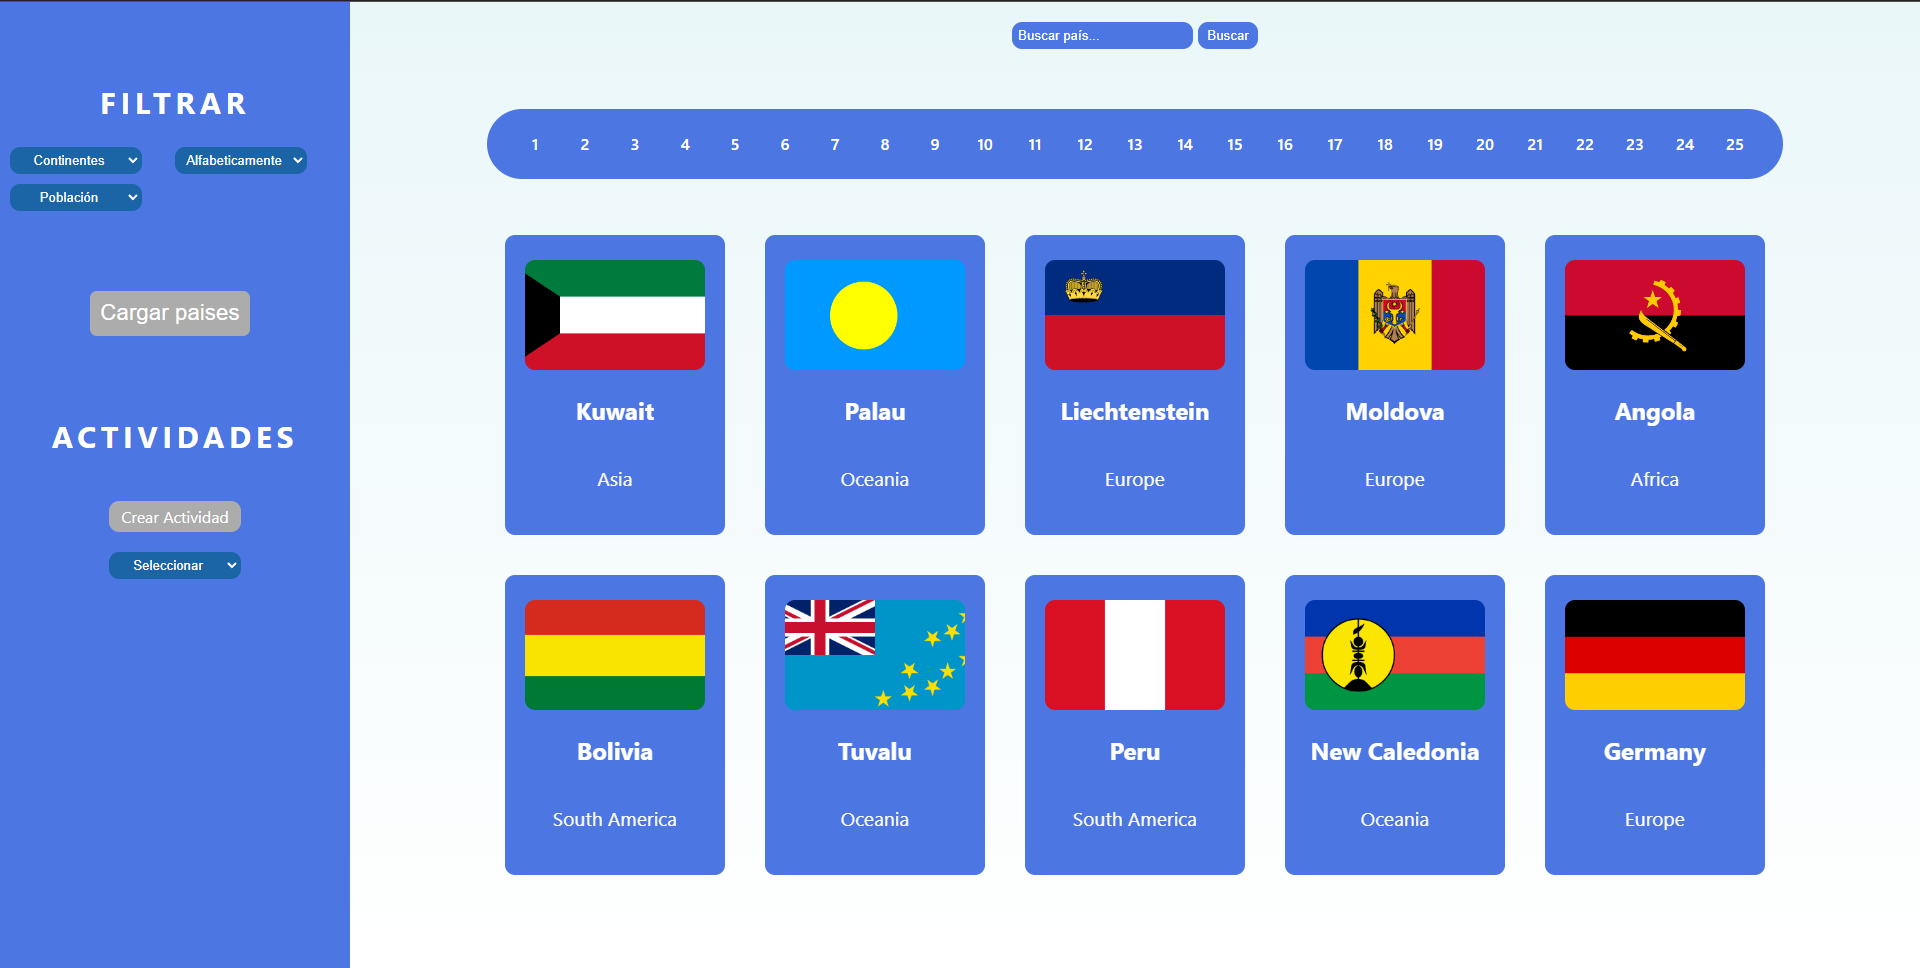 FILTRAR
Continentes
Alfabeticamente
Población
Cargar paises
ACTIVIDADES
Crear Actividad
Seleccionar
Buscar país...
Buscar
1 2 3 4 5 6 7 8 9 10 11 12 13 14 15 16 17 18 19 20 21 22 23 24 25
Kuwait
Asia
Palau
Oceania
Liechtenstein
Europe
Moldova
Europe
Angola
Africa
Bolivia
South America
Tuvalu
Oceania
Peru
South America
New Caledonia
Oceania
Germany
Europe